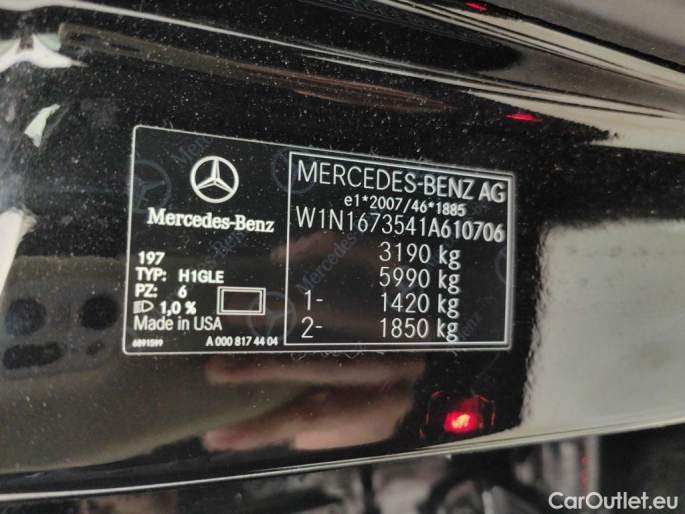 Mercedes-Benz
197
TYP: H1GLE
PZ: 6
1,0 %
Made in USA
6891599
A 000 817 44 04
MERCEDES-BENZ AG
e1*2007/46*1885
W1N1673541A610706
3190 kg
5990 kg
1- 1420 kg
2- 1850 kg
CarOutlet.eu